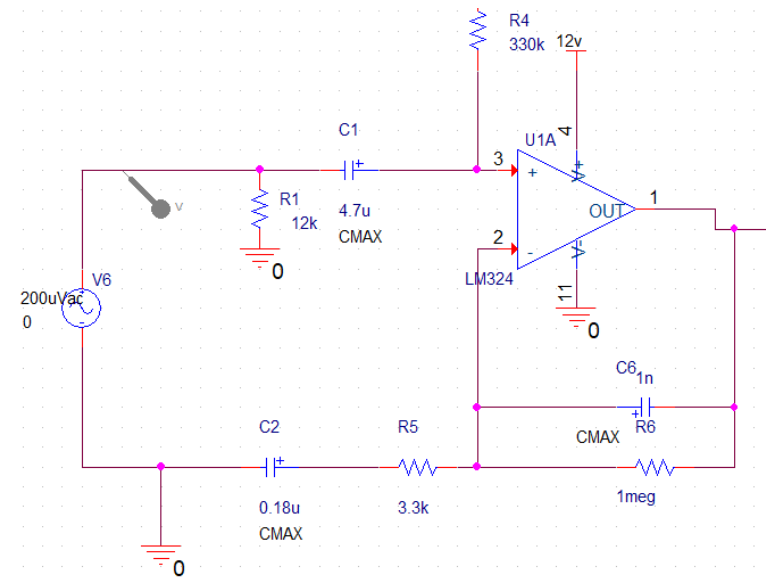 R4
330k
12v
4
U1A
C1
3
+
V+
+
R1
12k
4.7u
CMAX
OUT
1
0
2
-
V-
LM324
11
0
V6
200uVac
0
V
C6
1n
+
CMAX
R6
1meg
C2
+
0.18u
CMAX
R5
3.3k
0